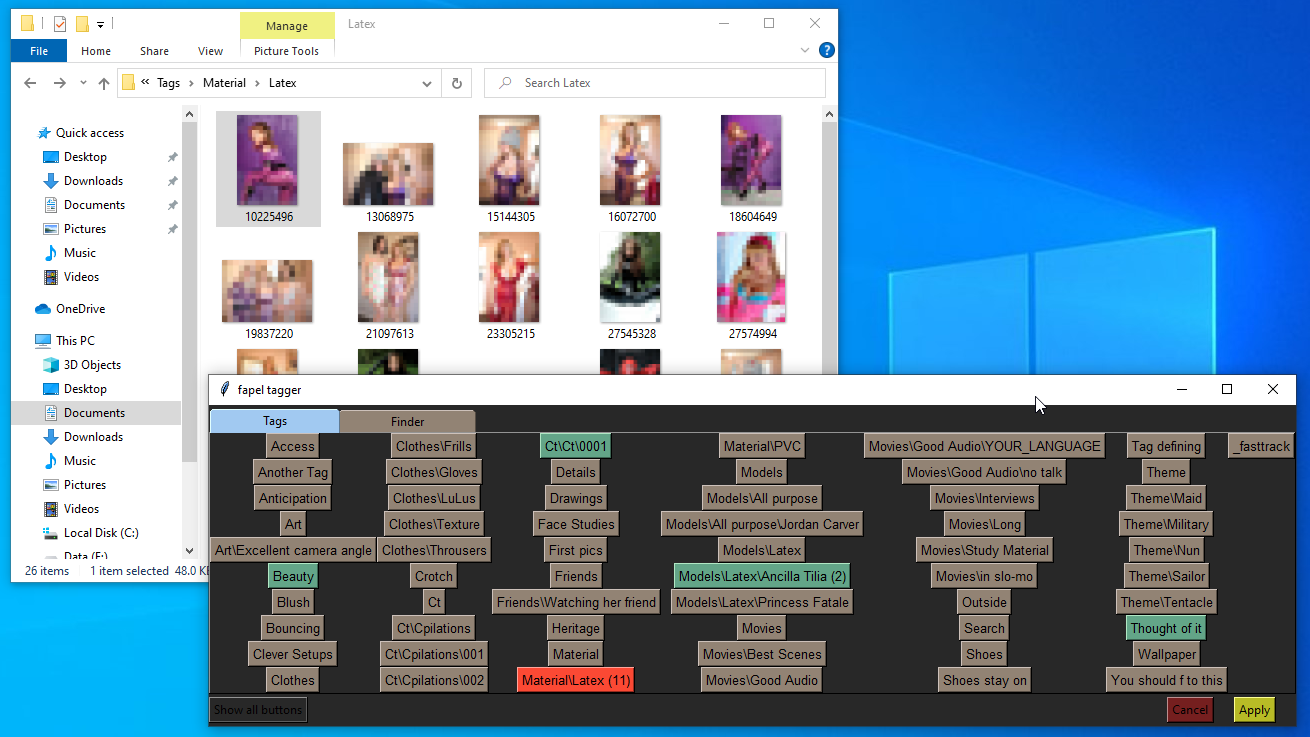 Manage
Latex
File
Home
Share
View
Picture Tools
« Tags > Material > Latex
Search Latex
Quick access
Desktop
Downloads
Documents
Pictures
Music
Videos
OneDrive
This PC
3D Objects
Desktop
Documents
Downloads
Music
Pictures
Videos
Local Disk (C:)
Data (F:)
10225496
13068975
15144305
16072700
18604649
19837220
21097613
23305215
27545328
27574994
26 items
1 item selected 48.0 KB
fapel tagger
Tags
Finder
Access
Another Tag
Anticipation
Art
Art\Excellent camera angle
Beauty
Blush
Bouncing
Clever Setups
Clothes
Clothes\Frills
Clothes\Gloves
Clothes\LuLus
Clothes\Texture
Clothes\Throusers
Crotch
Ct
Ct\Cpilations
Ct\Cpilations\001
Ct\Cpilations\002
Ct\Ct\0001
Details
Drawings
Face Studies
First pics
Friends
Friends\Watching her friend
Heritage
Material
Material\Latex (11)
Material\PVC
Models
Models\All purpose
Models\All purpose\Jordan Carver
Models\Latex
Models\Latex\Ancilla Tilia (2)
Models\Latex\Princess Fatale
Movies
Movies\Best Scenes
Movies\Good Audio
Movies\Good Audio\YOUR_LANGUAGE
Movies\Good Audio\no talk
Movies\Interviews
Movies\Long
Movies\Study Material
Movies\in slo-mo
Outside
Search
Shoes
Shoes stay on
Tag defining
Theme
Theme\Maid
Theme\Military
Theme\Nun
Theme\Sailor
Theme\Tentacle
Thought of it
Wallpaper
You should f to this
_fasttrack
Show all buttons
Cancel
Apply